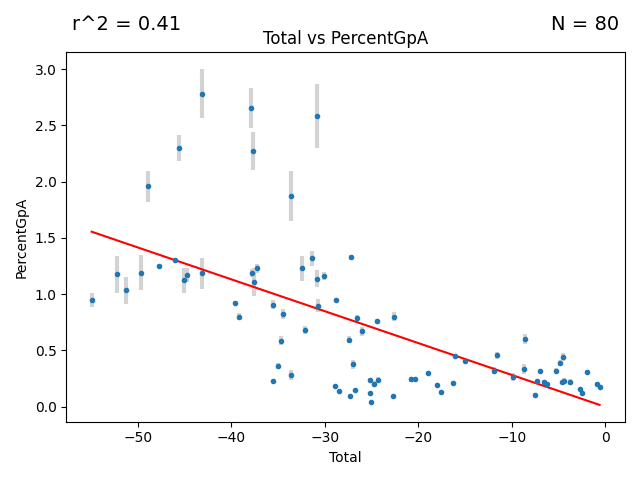 r^2 = 0.41
N = 80
Total vs PercentGpA
PercentGpA
3.0
2.5
2.0
1.5
1.0
0.5
0.0
−50
−40
−30
−20
−10
0
Total